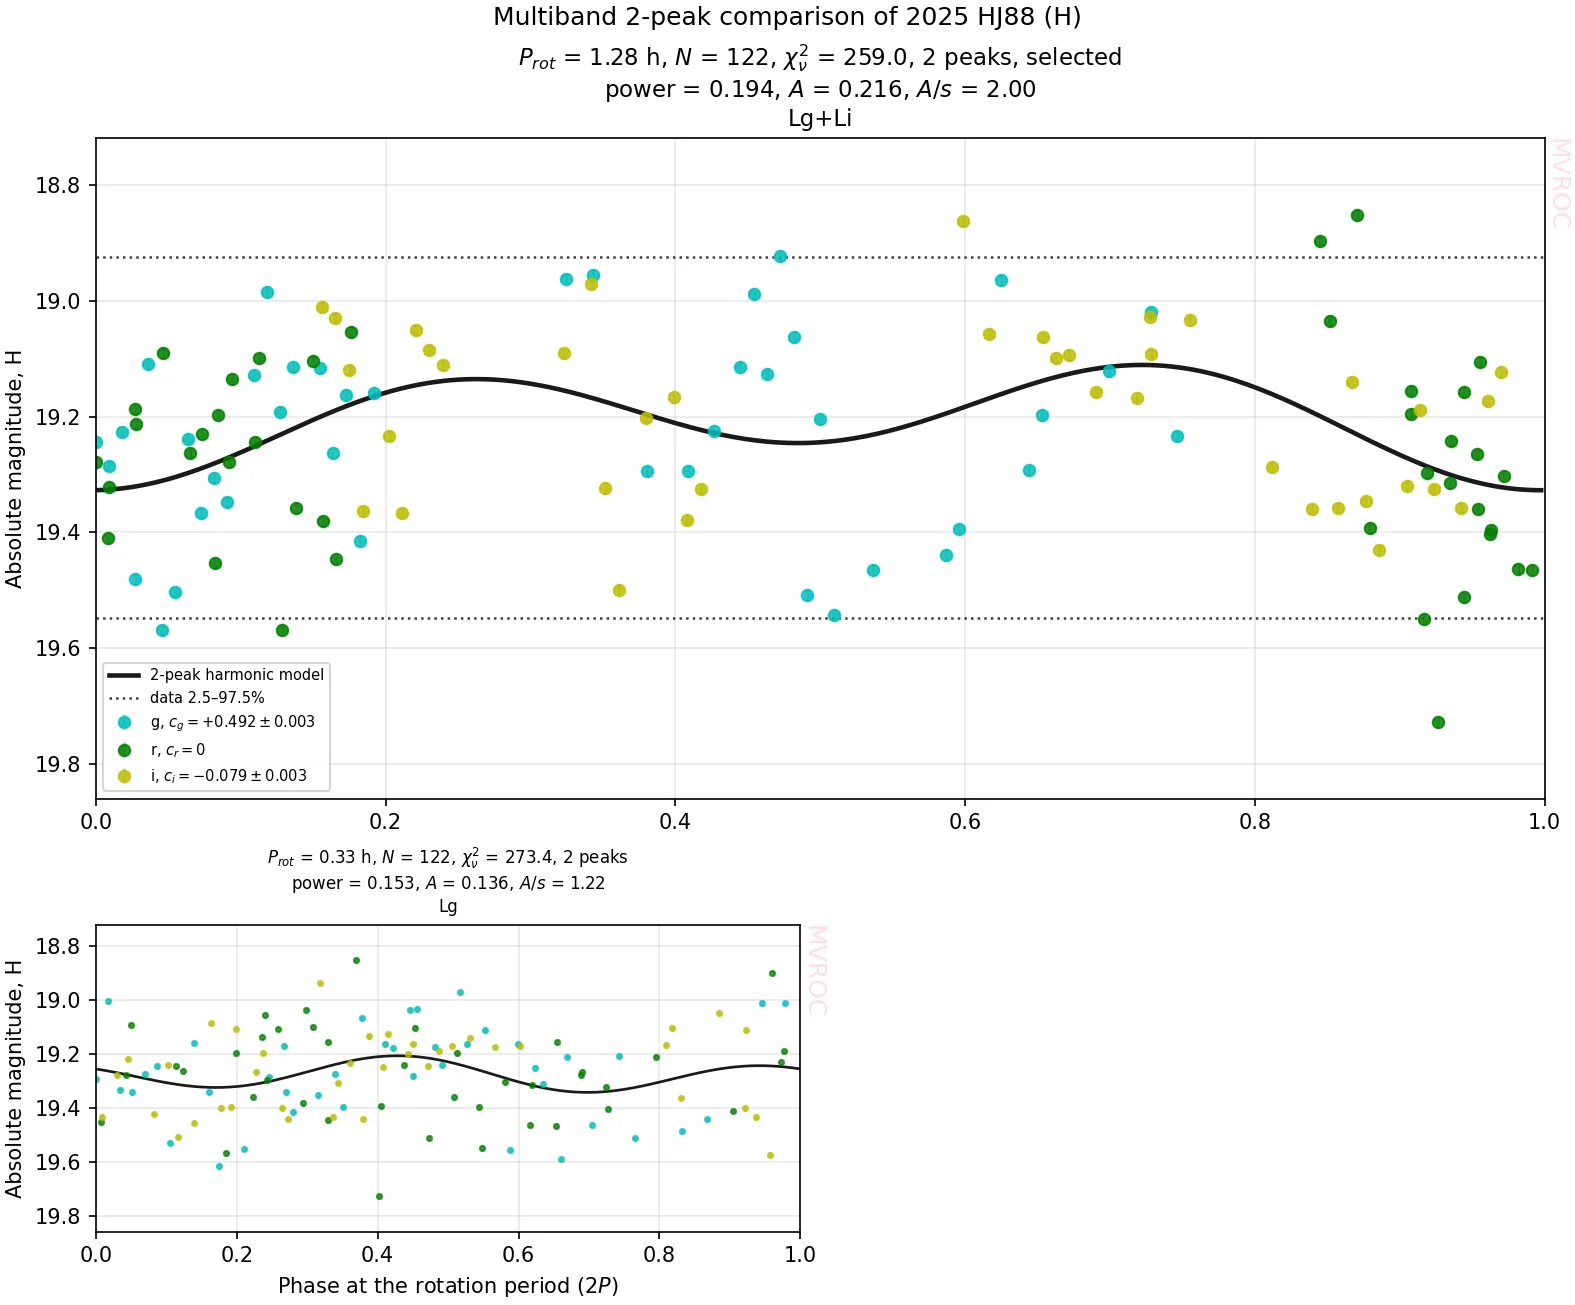 Multiband 2-peak comparison of 2025 HJ88 (H)
P_rot = 1.28 h, N = 122, χ²_ν = 259.0, 2 peaks, selected
power = 0.194, A = 0.216, A/s = 2.00
Lg+Li
MVROC
Absolute magnitude, H
18.8
19.0
19.2
19.4
19.6
19.8
2-peak harmonic model
data 2.5–97.5%
g, c_g = +0.492 ± 0.003
r, c_r = 0
i, c_i = −0.079 ± 0.003
0.0 0.2 0.4 0.6 0.8 1.0
P_rot = 0.33 h, N = 122, χ²_ν = 273.4, 2 peaks
power = 0.153, A = 0.136, A/s = 1.22
Lg
MVROC
Absolute magnitude, H
18.8
19.0
19.2
19.4
19.6
19.8
0.0 0.2 0.4 0.6 0.8 1.0
Phase at the rotation period (2P)